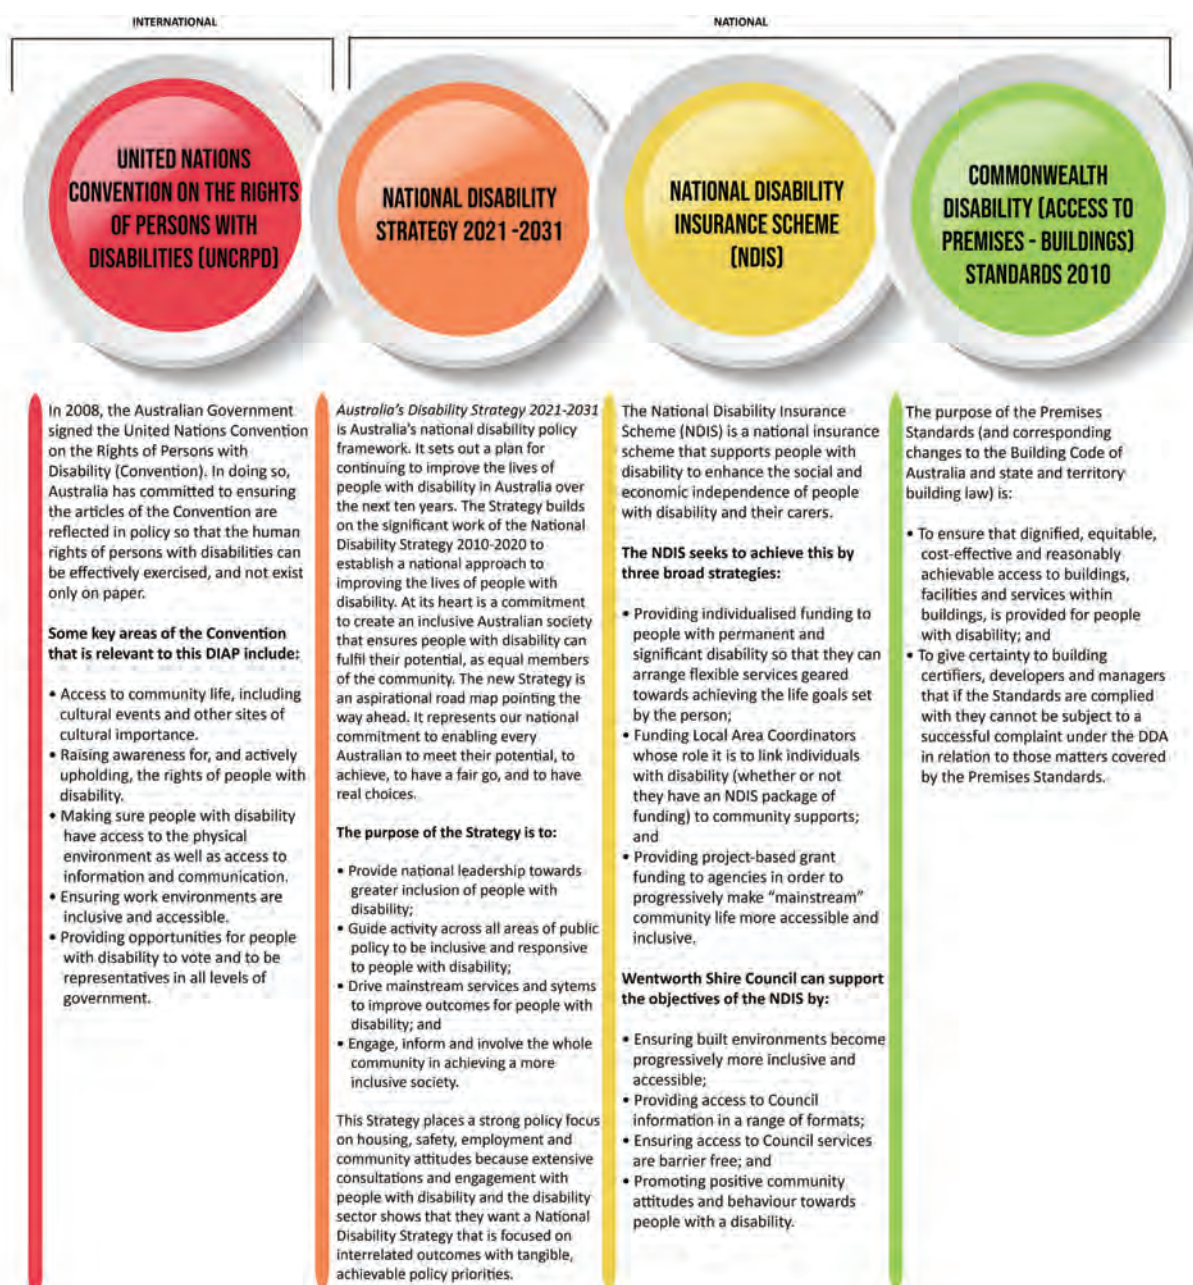 INTERNATIONAL
NATIONAL
UNITED NATIONS
CONVENTION ON THE RIGHTS
OF PERSONS WITH
DISABILITIES (UNCRPD)
NATIONAL DISABILITY
STRATEGY 2021 -2031
NATIONAL DISABILITY
INSURANCE SCHEME
(NDIS)
COMMONWEALTH
DISABILITY (ACCESS TO
PREMISES - BUILDINGS)
STANDARDS 2010
In 2008, the Australian Government
signed the United Nations Convention
on the Rights of Persons with
Disability (Convention). In doing so,
Australia has committed to ensuring
the articles of the Convention are
reflected in policy so that the human
rights of persons with disabilities can
be effectively exercised, and not exist
only on paper.
Some key areas of the Convention
that is relevant to this DIAP include:
• Access to community life, including
cultural events and other sites of
cultural importance.
• Raising awareness for, and actively
upholding, the rights of people with
disability.
• Making sure people with disability
have access to the physical
environment as well as access to
information and communication.
• Ensuring work environments are
inclusive and accessible.
• Providing opportunities for people
with disability to vote and to be
representatives in all levels of
government.
Australia's Disability Strategy 2021-2031
is Australia's national disability policy
framework. It sets out a plan for
continuing to improve the lives of
people with disability in Australia over
the next ten years. The Strategy builds
on the significant work of the National
Disability Strategy 2010-2020 to
establish a national approach to
improving the lives of people with
disability. At its heart is a commitment
to create an inclusive Australian society
that ensures people with disability can
fulfil their potential, as equal members
of the community. The new Strategy is
an aspirational road map pointing the
way ahead. It represents our national
commitment to enabling every
Australian to meet their potential, to
achieve, to have a fair go, and to have
real choices.
The purpose of the Strategy is to:
• Provide national leadership towards
greater inclusion of people with
disability;
• Guide activity across all areas of public
policy to be inclusive and responsive
to people with disability;
• Drive mainstream services and sytems
to improve outcomes for people with
disability; and
• Engage, inform and involve the whole
community in achieving a more
inclusive society.
This Strategy places a strong policy focus
on housing, safety, employment and
community attitudes because extensive
consultations and engagement with
people with disability and the disability
sector shows that they want a National
Disability Strategy that is focused on
interrelated outcomes with tangible,
achievable policy priorities.
The National Disability Insurance
Scheme (NDIS) is a national insurance
scheme that supports people with
disability to enhance the social and
economic independence of people
with disability and their carers.
The NDIS seeks to achieve this by
three broad strategies:
• Providing individualised funding to
people with permanent and
significant disability so that they can
arrange flexible services geared
towards achieving the life goals set
by the person;
• Funding Local Area Coordinators
whose role it is to link individuals
with disability (whether or not
they have an NDIS package of
funding) to community supports;
and
• Providing project-based grant
funding to agencies in order to
progressively make “mainstream”
community life more accessible and
inclusive.
Wentworth Shire Council can support
the objectives of the NDIS by:
• Ensuring built environments become
progressively more inclusive and
accessible;
• Providing access to Council
information in a range of formats;
• Ensuring access to Council services
are barrier free; and
• Promoting positive community
attitudes and behaviour towards
people with a disability.
The purpose of the Premises
Standards (and corresponding
changes to the Building Code of
Australia and state and territory
building law) is:
• To ensure that dignified, equitable,
cost-effective and reasonably
achievable access to buildings,
facilities and services within
buildings, is provided for people
with disability; and
• To give certainty to building
certifiers, developers and managers
that if the Standards are complied
with they cannot be subject to a
successful complaint under the DDA
in relation to those matters covered
by the Premises Standards.